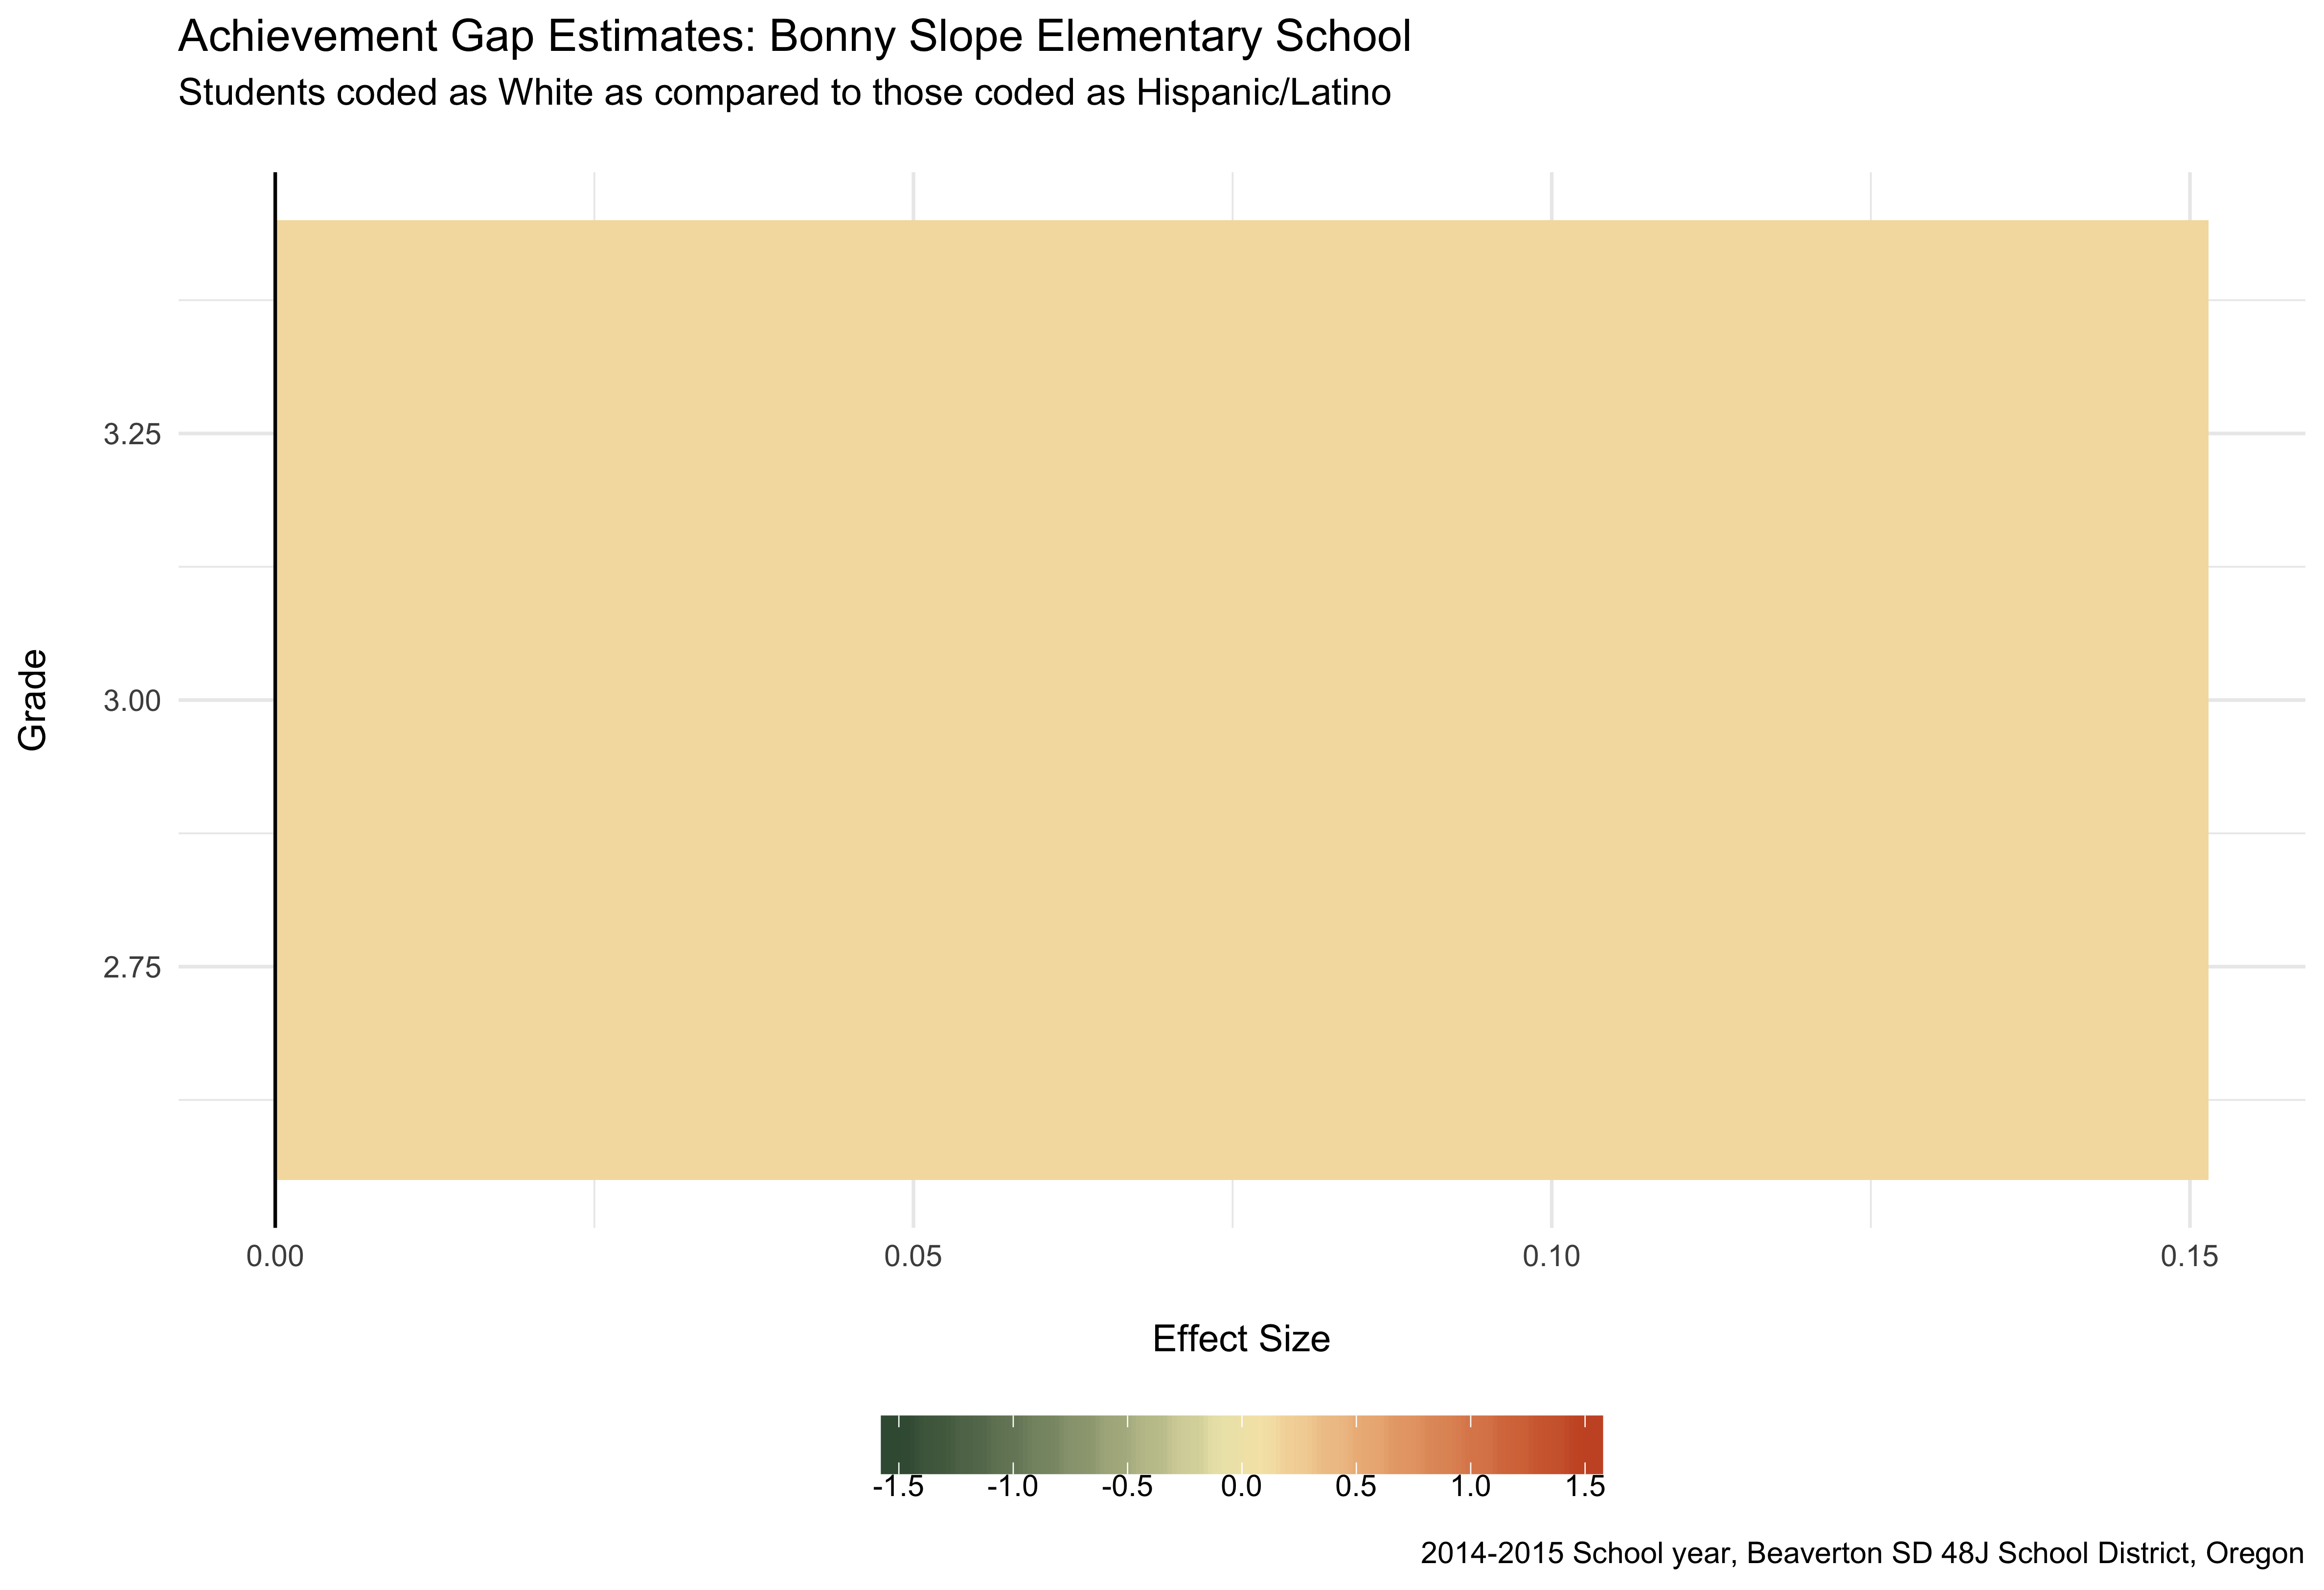 Achievement Gap Estimates: Bonny Slope Elementary School
Students coded as White as compared to those coded as Hispanic/Latino
3.25
3.00
2.75
Grade
0.00 0.05 0.10 0.15
Effect Size
-1.5 -1.0 -0.5 0.0 0.5 1.0 1.5
2014-2015 School year, Beaverton SD 48J School District, Oregon